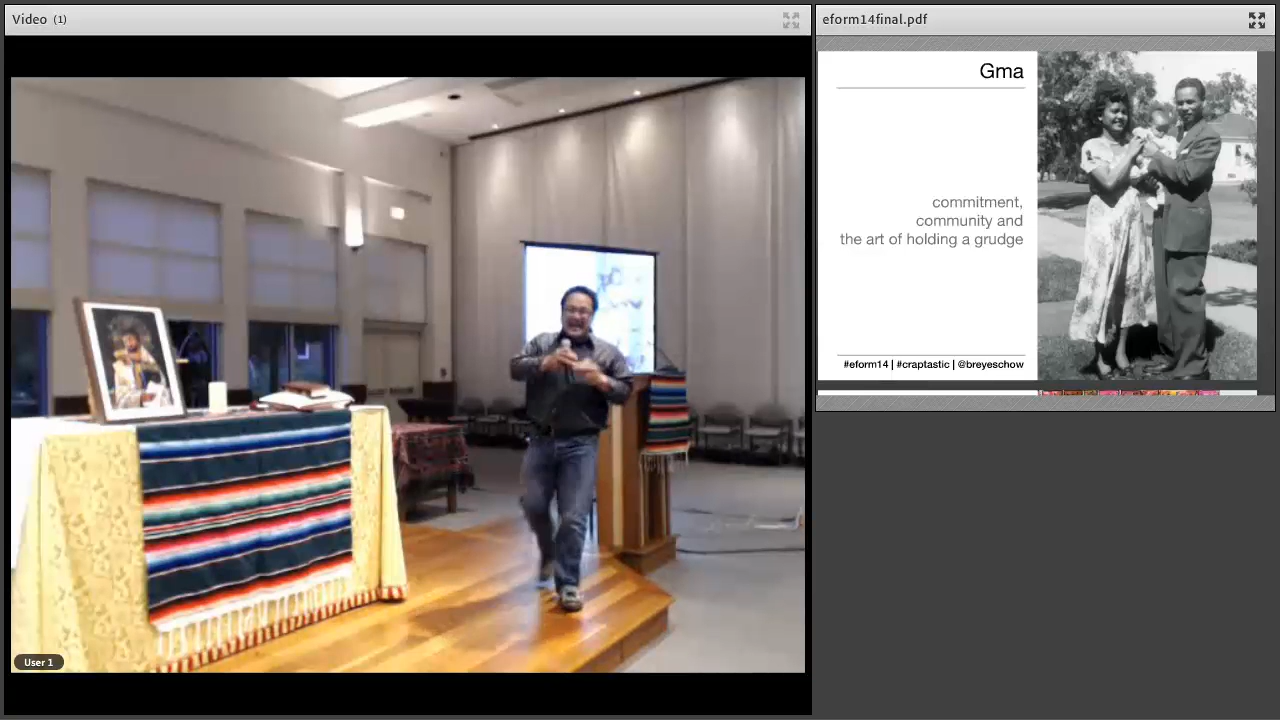 Video (1)
eform14final.pdf
Gma
commitment,
community and
the art of holding a grudge
#eform14 | #craptastic | @breyeschow
User 1